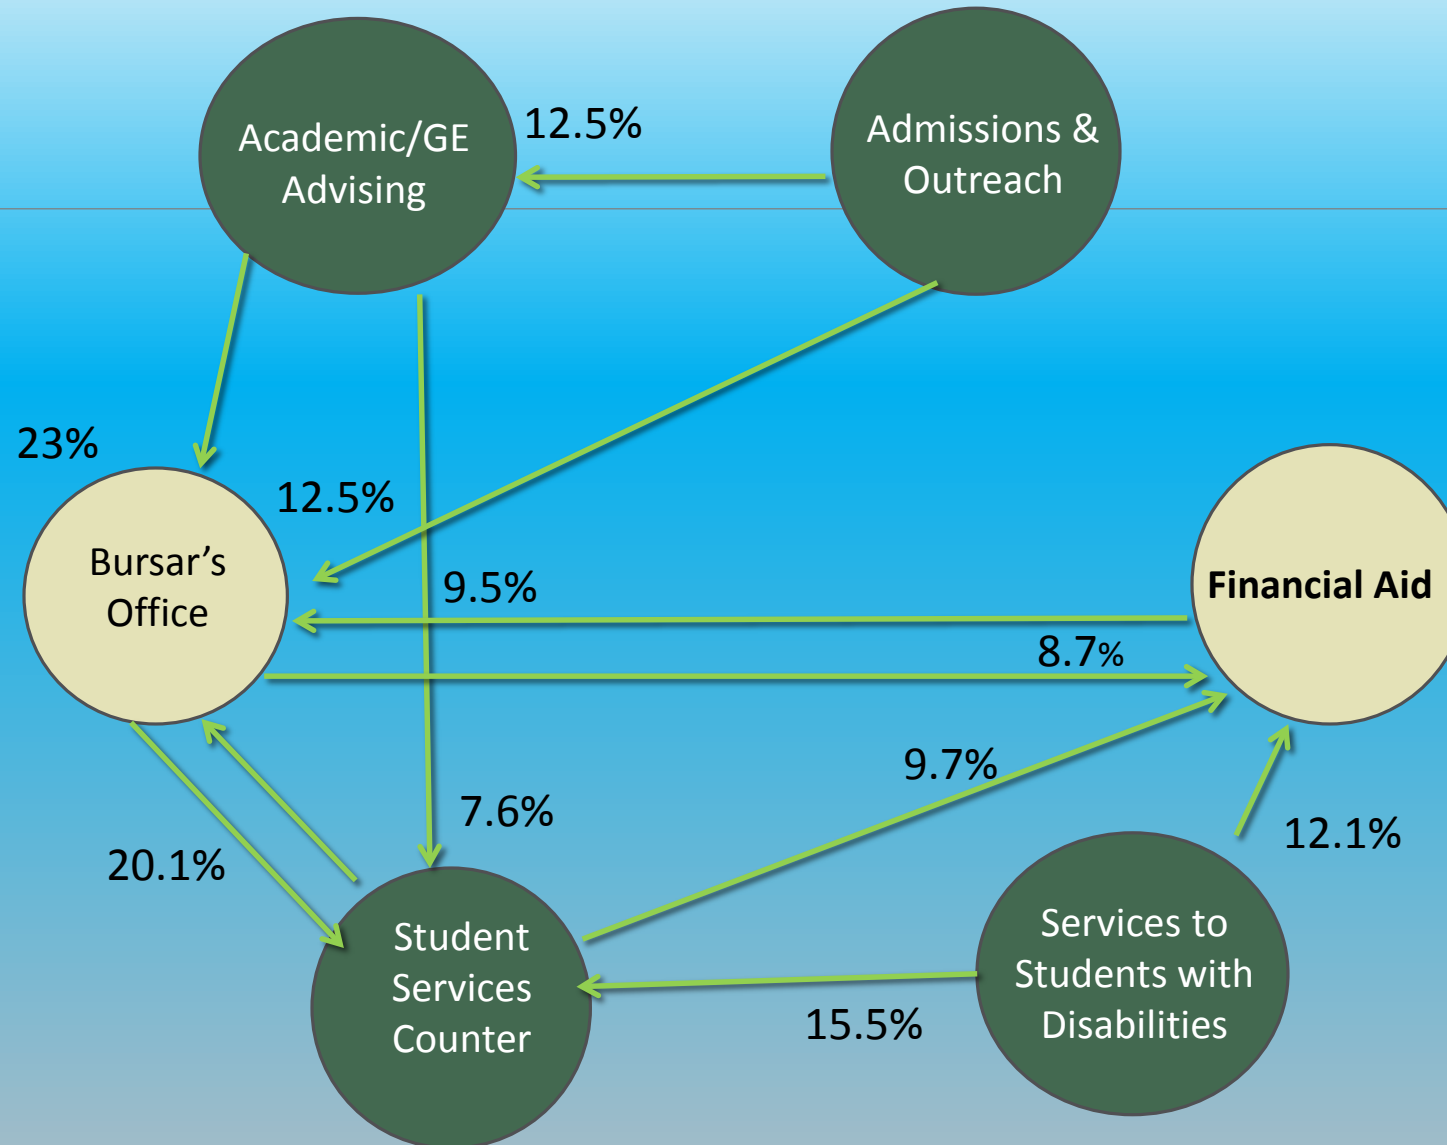 Academic/GE
Advising
12.5%
Admissions &
Outreach
23%
12.5%
Bursar’s
Office
9.5%
Financial Aid
8.7%
9.7%
7.6%
12.1%
20.1%
Student
Services
Counter
Services to
Students with
Disabilities
15.5%